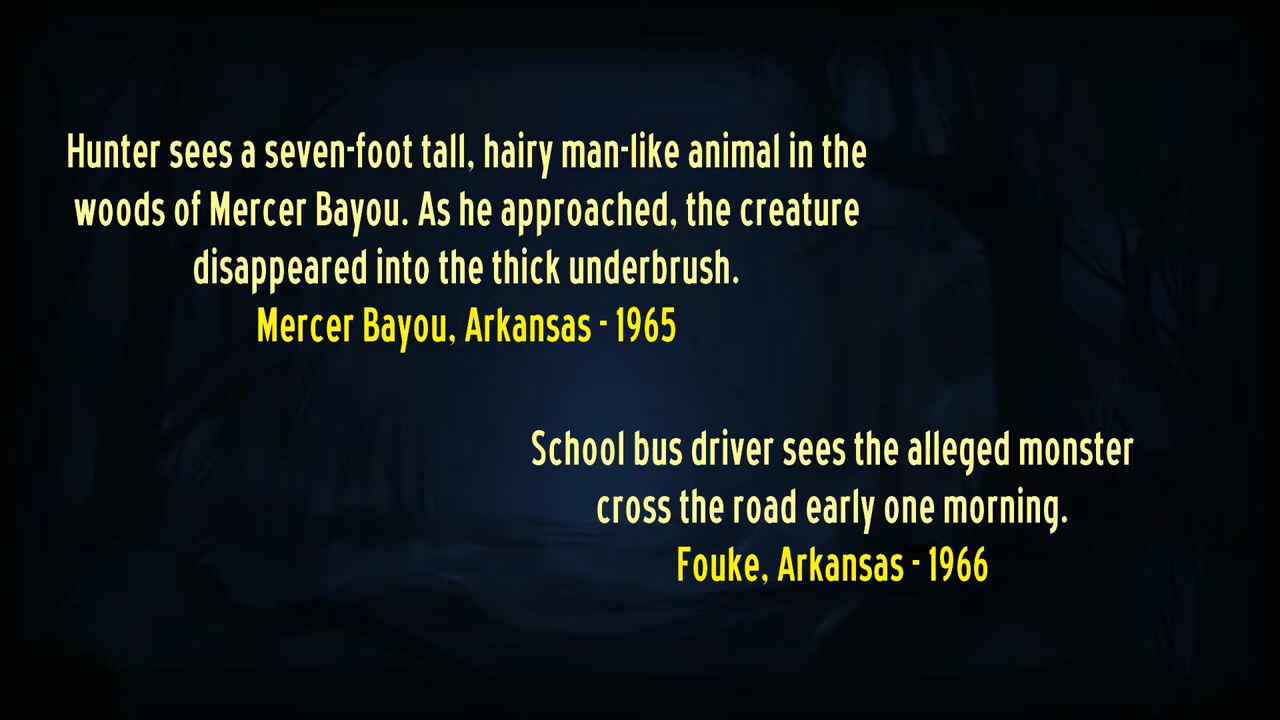 Hunter sees a seven-foot tall, hairy man-like animal in the
woods of Mercer Bayou. As he approached, the creature
disappeared into the thick underbrush.
Mercer Bayou, Arkansas - 1965
School bus driver sees the alleged monster
cross the road early one morning.
Fouke, Arkansas - 1966